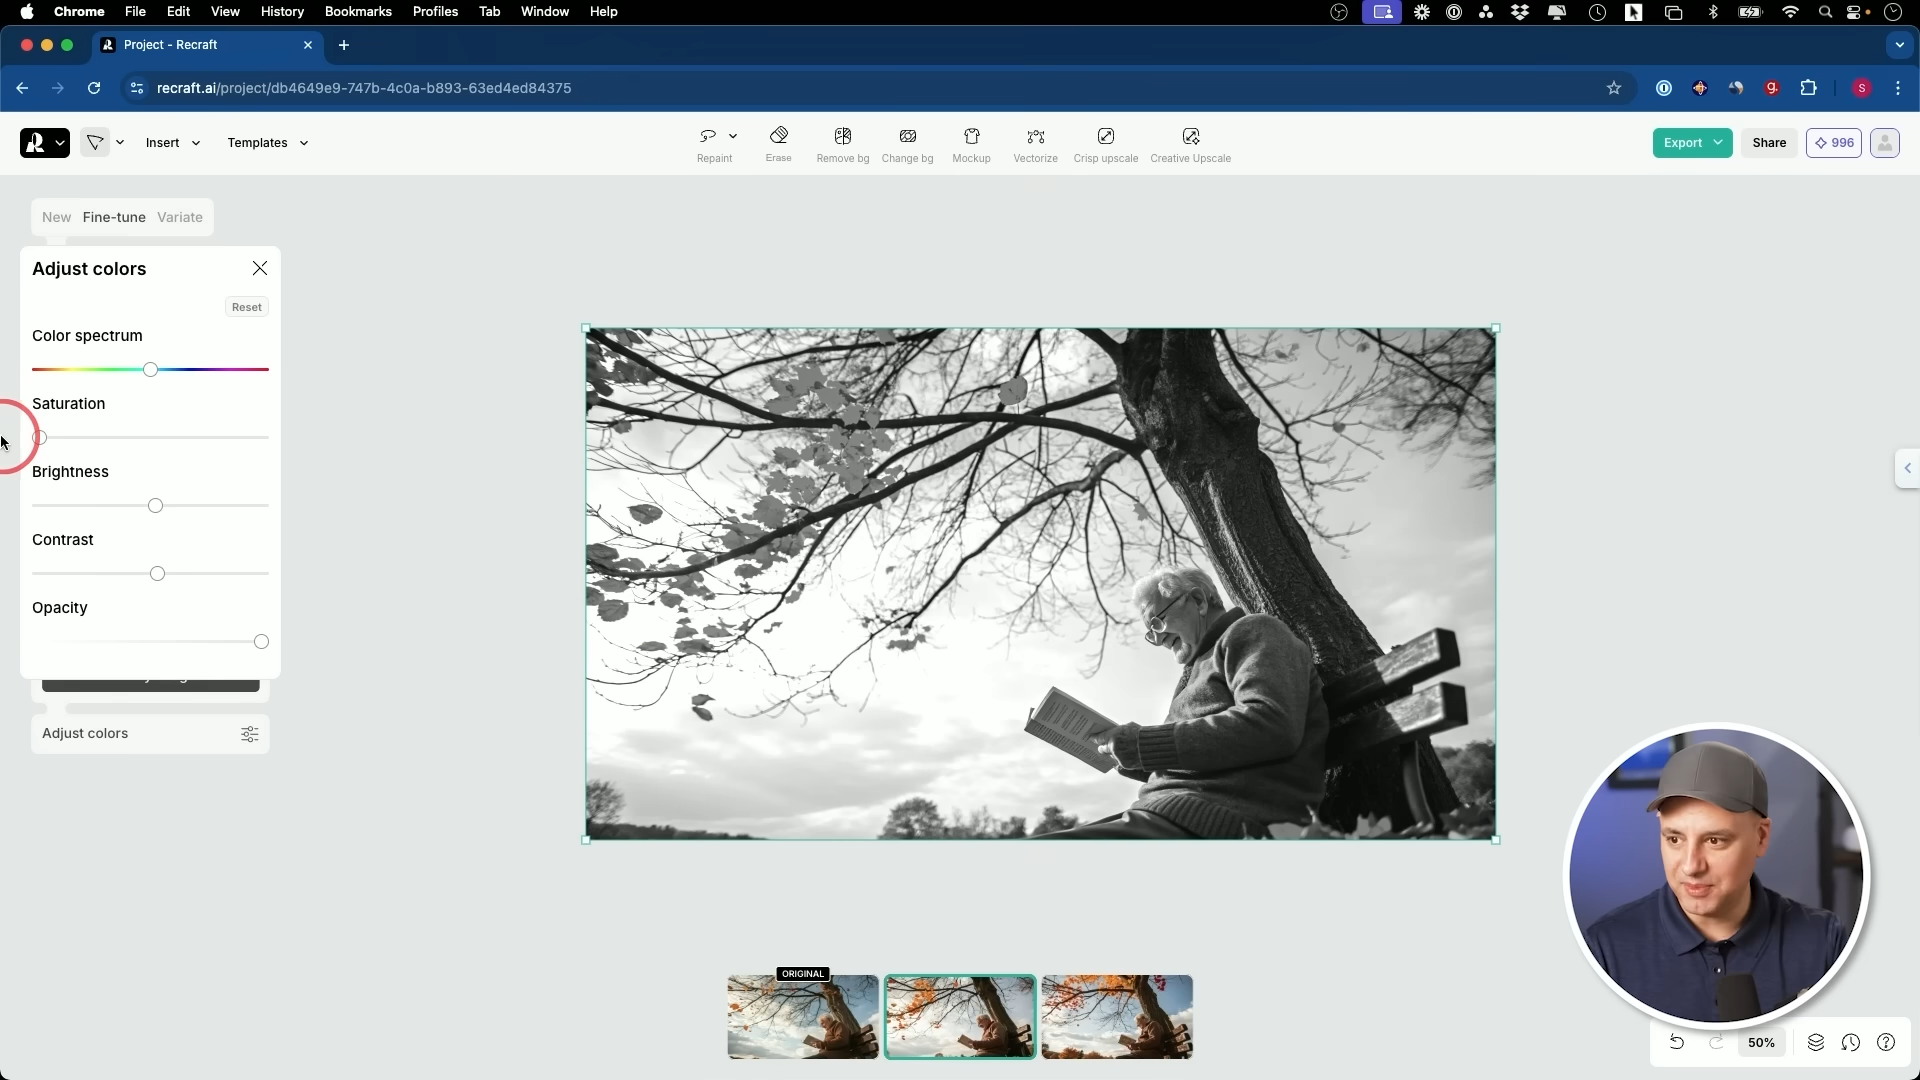 Chrome File Edit View History Bookmarks Profiles Tab Window Help
Project - Recraft
recraft.ai/project/db4649e9-747b-4c0a-b893-63ed4ed84375
g.
S
Insert Templates
Repaint Erase Remove bg Change bg Mockup Vectorize Crisp upscale Creative Upscale
Export Share 996
New Fine-tune Variate
Adjust colors
Reset
Color spectrum
Saturation
Brightness
Contrast
Opacity
Adjust colors
ORIGINAL
50%